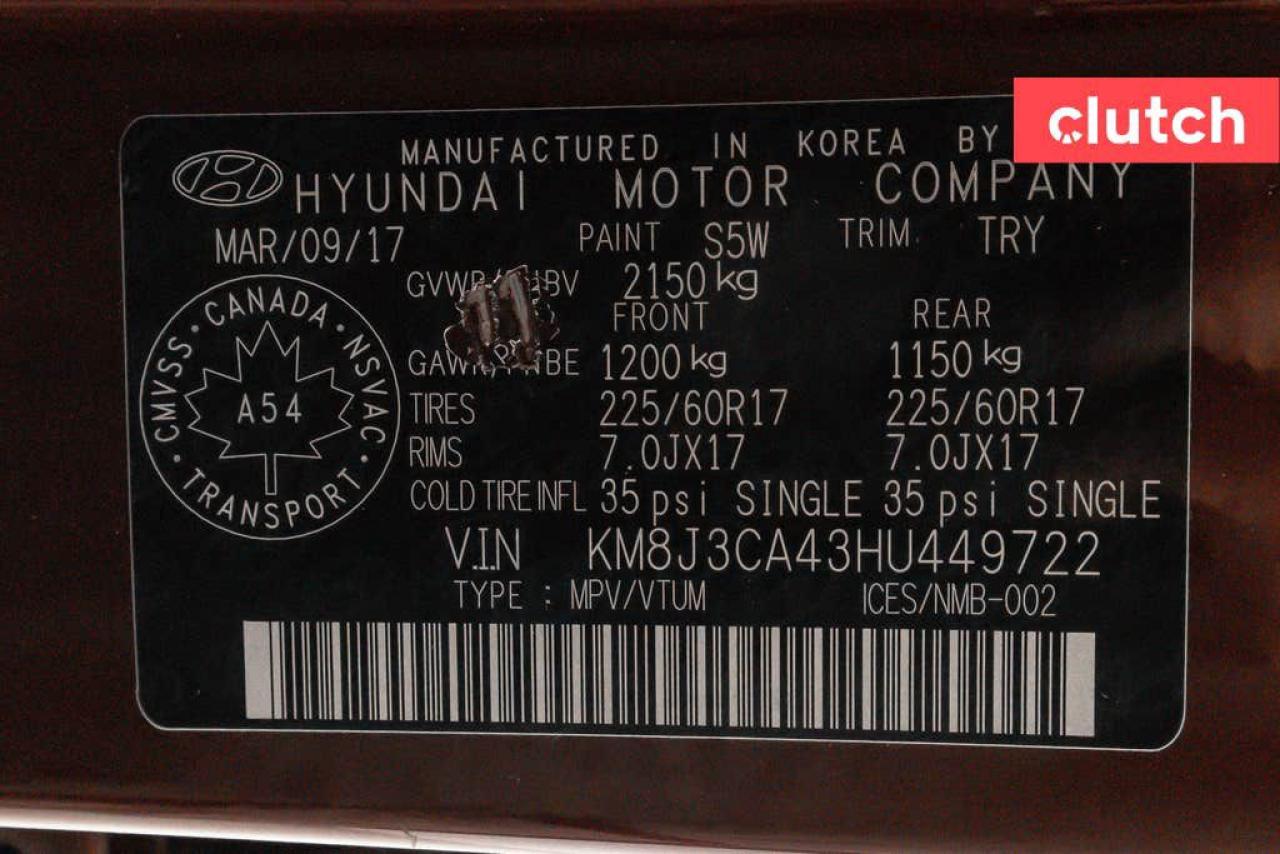 clutch
MANUFACTURED IN KOREA BY
HYUNDAI MOTOR COMPANY
MAR/09/17 PAINT S5W TRIM TRY
2150 kg
FRONT REAR
1200 kg 1150 kg
TIRES 225/60R17 225/60R17
RIMS 7.0JX17 7.0JX17
COLD TIRE INFL 35 psi SINGLE 35 psi SINGLE
V.I.N KM8J3CA43HU449722
TYPE : MPV/VTUM ICES/NMB-002
CANADA · NSVAC · TRANSPORT · CMVSS ·
A54